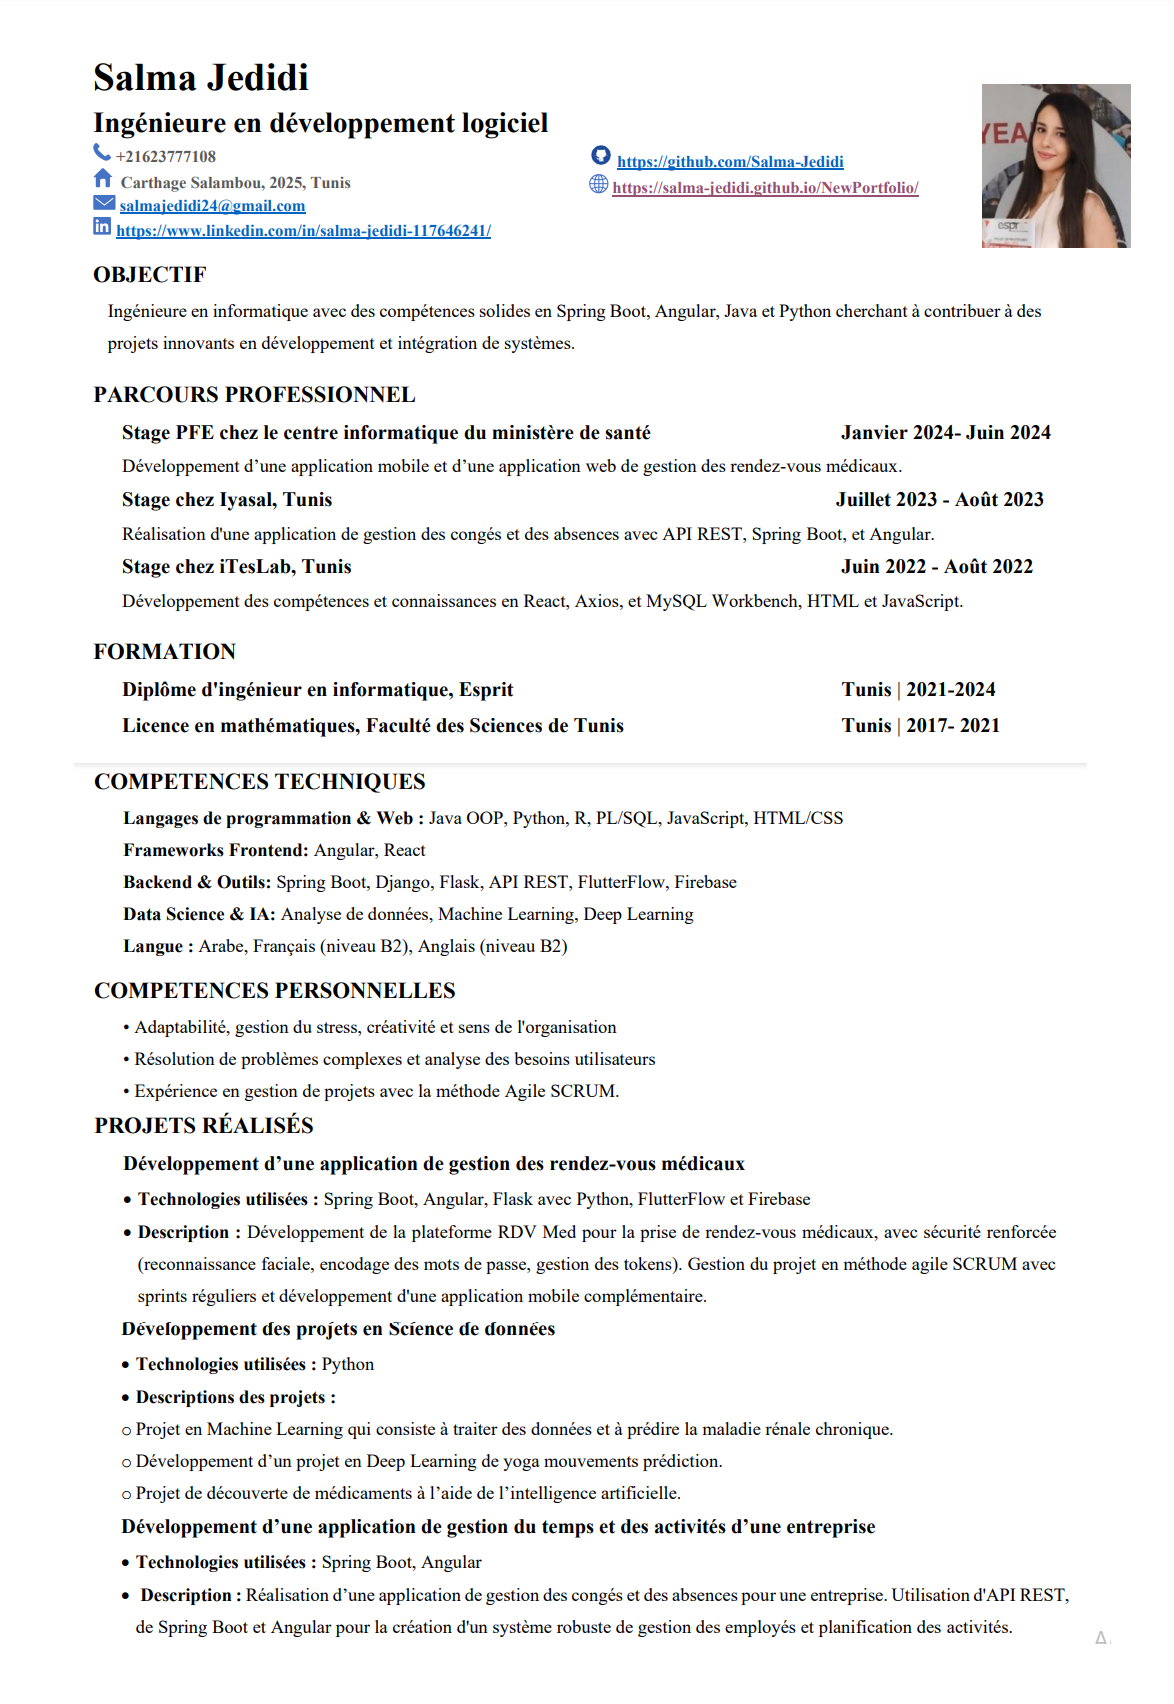 Salma Jedidi
Ingénieure en développement logiciel
+21623777108
https://github.com/Salma-Jedidi
Carthage Salambou, 2025, Tunis
https://salma-jedidi.github.io/NewPortfolio/
salmajedidi24@gmail.com
https://www.linkedin.com/in/salma-jedidi-117646241/
YEA
esprit
OBJECTIF
Ingénieure en informatique avec des compétences solides en Spring Boot, Angular, Java et Python cherchant à contribuer à des
projets innovants en développement et intégration de systèmes.
PARCOURS PROFESSIONNEL
Stage PFE chez le centre informatique du ministère de santé Janvier 2024- Juin 2024
Développement d’une application mobile et d’une application web de gestion des rendez-vous médicaux.
Stage chez Iyasal, Tunis Juillet 2023 - Août 2023
Réalisation d'une application de gestion des congés et des absences avec API REST, Spring Boot, et Angular.
Stage chez iTesLab, Tunis Juin 2022 - Août 2022
Développement des compétences et connaissances en React, Axios, et MySQL Workbench, HTML et JavaScript.
FORMATION
Diplôme d'ingénieur en informatique, Esprit Tunis | 2021-2024
Licence en mathématiques, Faculté des Sciences de Tunis Tunis | 2017- 2021
COMPETENCES TECHNIQUES
Langages de programmation & Web : Java OOP, Python, R, PL/SQL, JavaScript, HTML/CSS
Frameworks Frontend: Angular, React
Backend & Outils: Spring Boot, Django, Flask, API REST, FlutterFlow, Firebase
Data Science & IA: Analyse de données, Machine Learning, Deep Learning
Langue : Arabe, Français (niveau B2), Anglais (niveau B2)
COMPETENCES PERSONNELLES
• Adaptabilité, gestion du stress, créativité et sens de l'organisation
• Résolution de problèmes complexes et analyse des besoins utilisateurs
• Expérience en gestion de projets avec la méthode Agile SCRUM.
PROJETS RÉALISÉS
Développement d’une application de gestion des rendez-vous médicaux
• Technologies utilisées : Spring Boot, Angular, Flask avec Python, FlutterFlow et Firebase
• Description : Développement de la plateforme RDV Med pour la prise de rendez-vous médicaux, avec sécurité renforcée
(reconnaissance faciale, encodage des mots de passe, gestion des tokens). Gestion du projet en méthode agile SCRUM avec
sprints réguliers et développement d'une application mobile complémentaire.
Développement des projets en Science de données
• Technologies utilisées : Python
• Descriptions des projets :
o Projet en Machine Learning qui consiste à traiter des données et à prédire la maladie rénale chronique.
o Développement d’un projet en Deep Learning de yoga mouvements prédiction.
o Projet de découverte de médicaments à l’aide de l’intelligence artificielle.
Développement d’une application de gestion du temps et des activités d’une entreprise
• Technologies utilisées : Spring Boot, Angular
• Description : Réalisation d’une application de gestion des congés et des absences pour une entreprise. Utilisation d'API REST,
de Spring Boot et Angular pour la création d'un système robuste de gestion des employés et planification des activités.